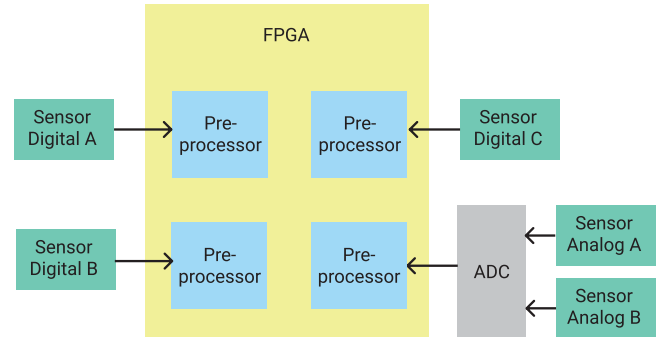 FPGA
Sensor
Digital A
Pre-
processor
Pre-
processor
Sensor
Digital C
Sensor
Digital B
Pre-
processor
Pre-
processor
ADC
Sensor
Analog A
Sensor
Analog B